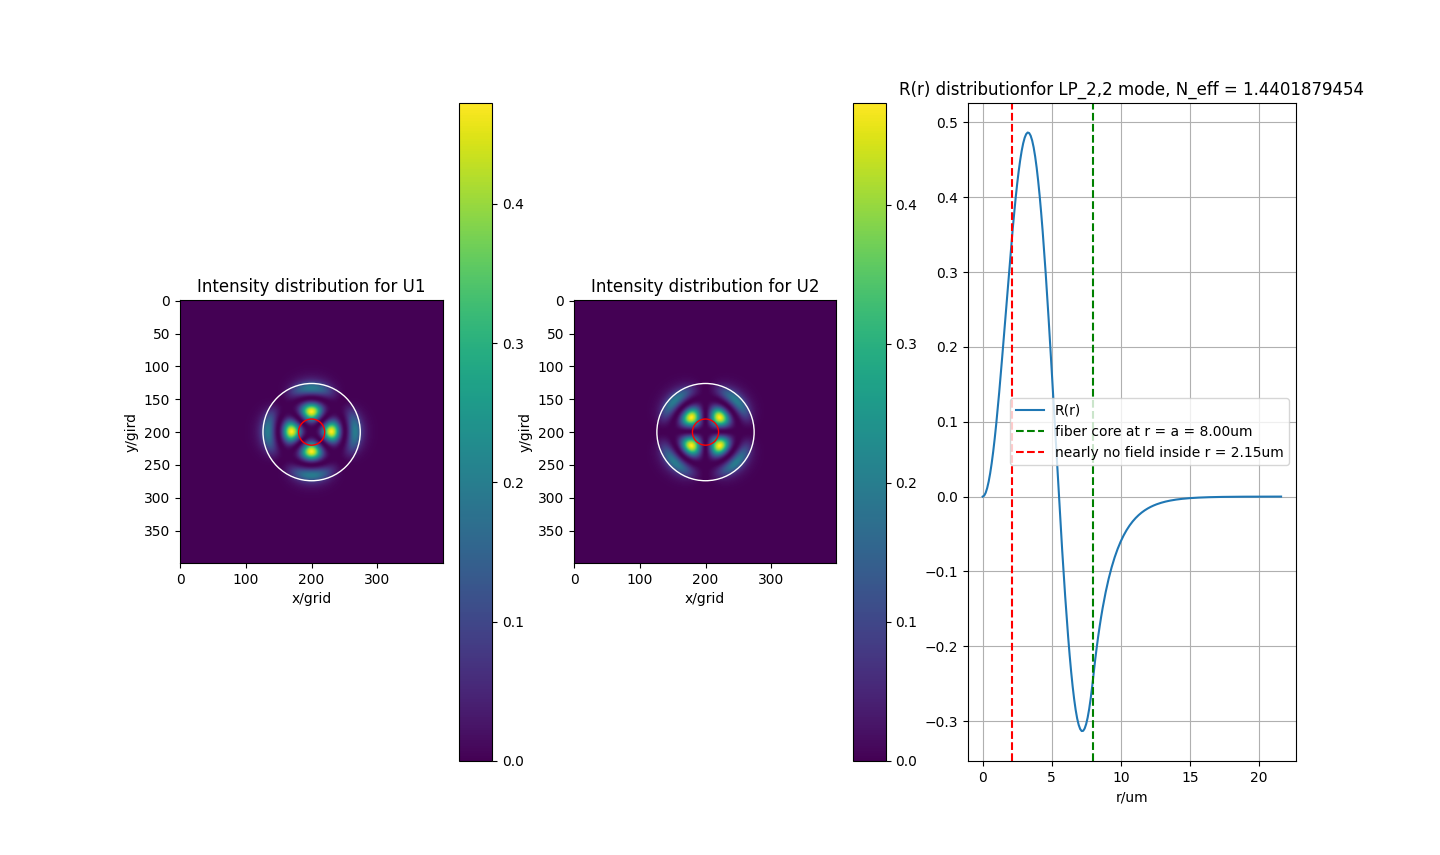 Intensity distribution for U1
0
50
100
150
200
250
300
350
y/gird
0 100 200 300
x/grid
0.4
0.3
0.2
0.1
0.0
Intensity distribution for U2
0
50
100
150
200
250
300
350
y/gird
0 100 200 300
x/grid
0.4
0.3
0.2
0.1
0.0
R(r) distributionfor LP_2,2 mode, N_eff = 1.4401879454
0.5
0.4
0.3
0.2
0.1
0.0
−0.1
−0.2
−0.3
R(r)
fiber core at r = a = 8.00um
nearly no field inside r = 2.15um
0 5 10 15 20
r/um